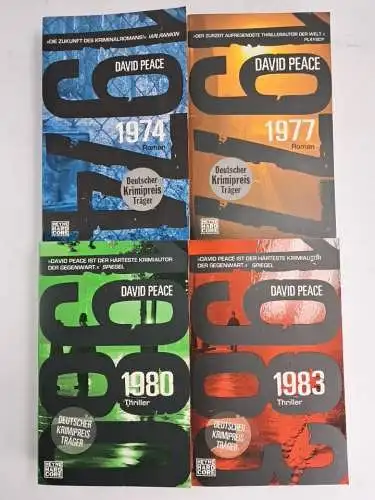 »DIE ZUKUNFT DES KRIMINALROMANS!« IAN RANKIN
DAVID PEACE
1974
Roman
Deutscher
Krimipreis
Träger
HEYNE
HARD
CORE
»DER ZURZEIT AUFREGENDSTE THRILLERAUTOR DER WELT.«
PLAYBOY
DAVID PEACE
1977
Roman
Deutscher
Krimipreis
Träger
HEYNE
HARD
CORE
»DAVID PEACE IST DER HÄRTESTE KRIMIAUTOR
DER GEGENWART.« SPIEGEL
DAVID PEACE
1980
Thriller
DEUTSCHER
KRIMIPREIS
TRÄGER
HEYNE
HARD
CORE
»DAVID PEACE IST DER HÄRTESTE KRIMIAUTOR
DER GEGENWART.« SPIEGEL
DAVID PEACE
1983
Thriller
DEUTSCHER
KRIMIPREIS
TRÄGER
HEYNE
HARD
CORE